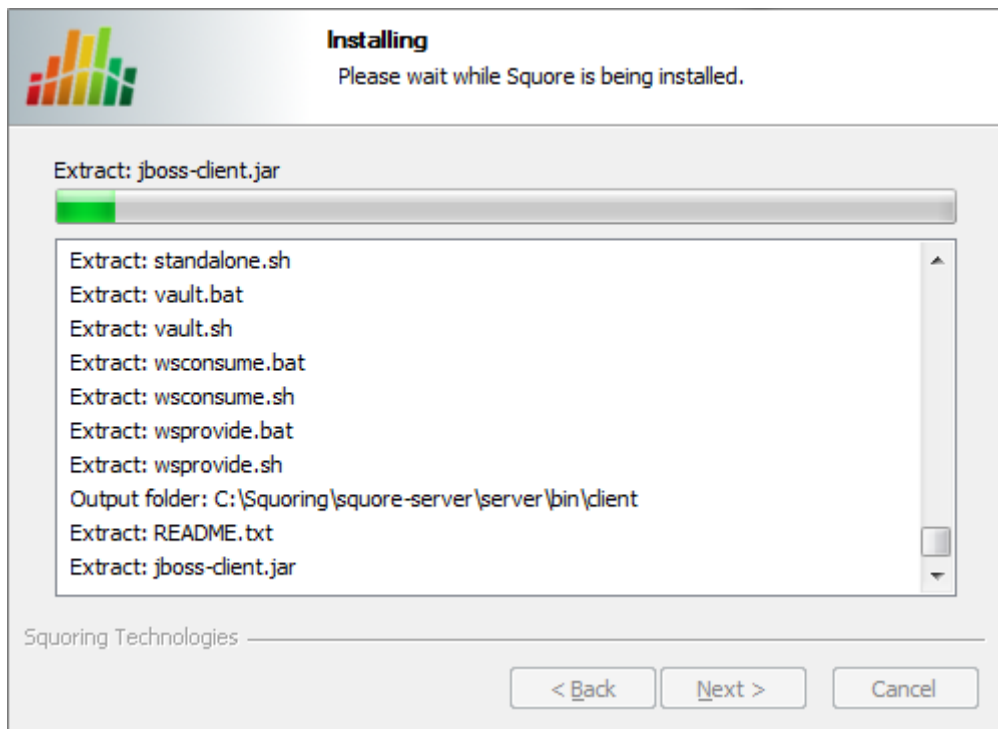 Installing
Please wait while Squore is being installed.
Extract: jboss-client.jar
Extract: standalone.sh
Extract: vault.bat
Extract: vault.sh
Extract: wsconsume.bat
Extract: wsconsume.sh
Extract: wsprovide.bat
Extract: wsprovide.sh
Output folder: C:\Squoring\squore-server\server\bin\client
Extract: README.txt
Extract: jboss-client.jar
Squoring Technologies
< Back Next > Cancel